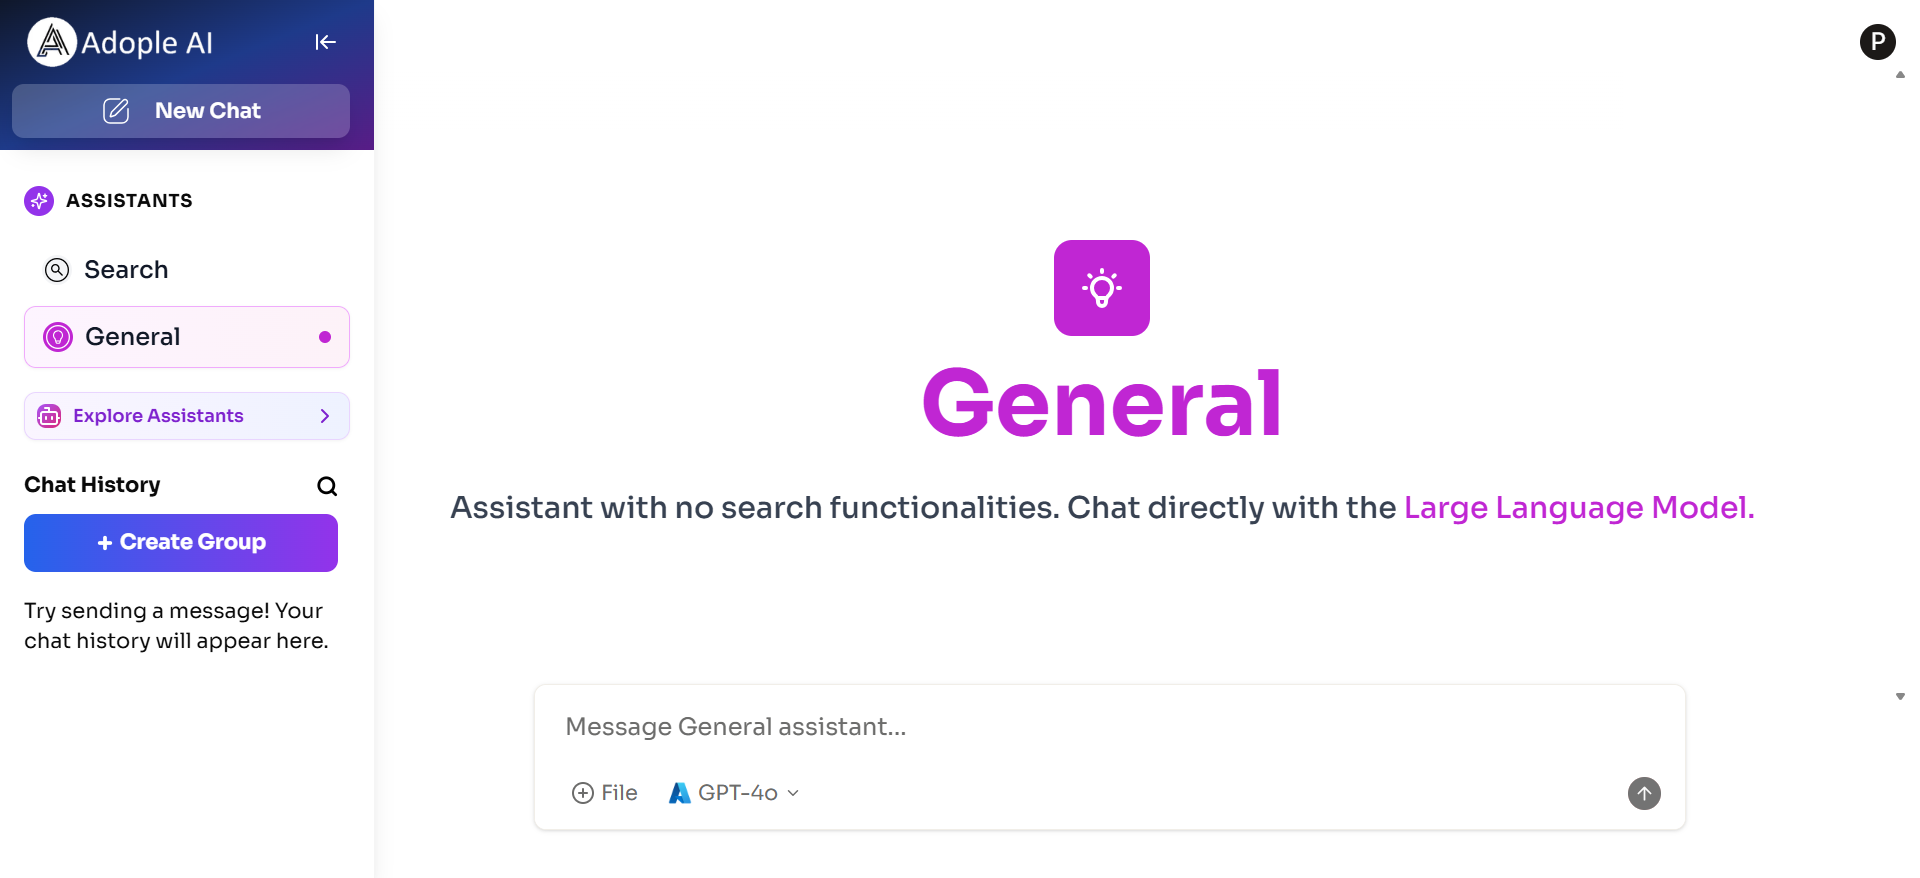 Adople AI
New Chat
P
ASSISTANTS
Search
General
Explore Assistants
Chat History
+ Create Group
Try sending a message! Your
chat history will appear here.
General
Assistant with no search functionalities. Chat directly with the Large Language Model.
Message General assistant...
File
GPT-4o